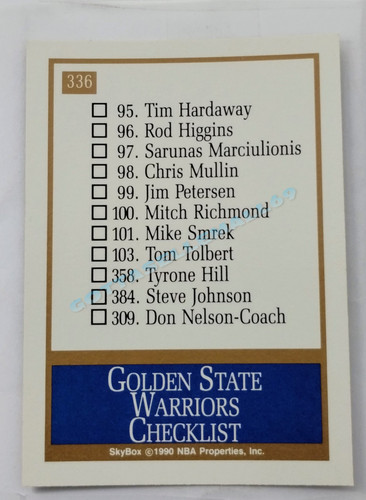 336
95. Tim Hardaway
96. Rod Higgins
97. Sarunas Marciulionis
98. Chris Mullin
99. Jim Petersen
100. Mitch Richmond
101. Mike Smrek
103. Tom Tolbert
358. Tyrone Hill
384. Steve Johnson
309. Don Nelson-Coach
GOLDEN STATE
WARRIORS
CHECKLIST
SkyBox ©1990 NBA Properties, Inc.